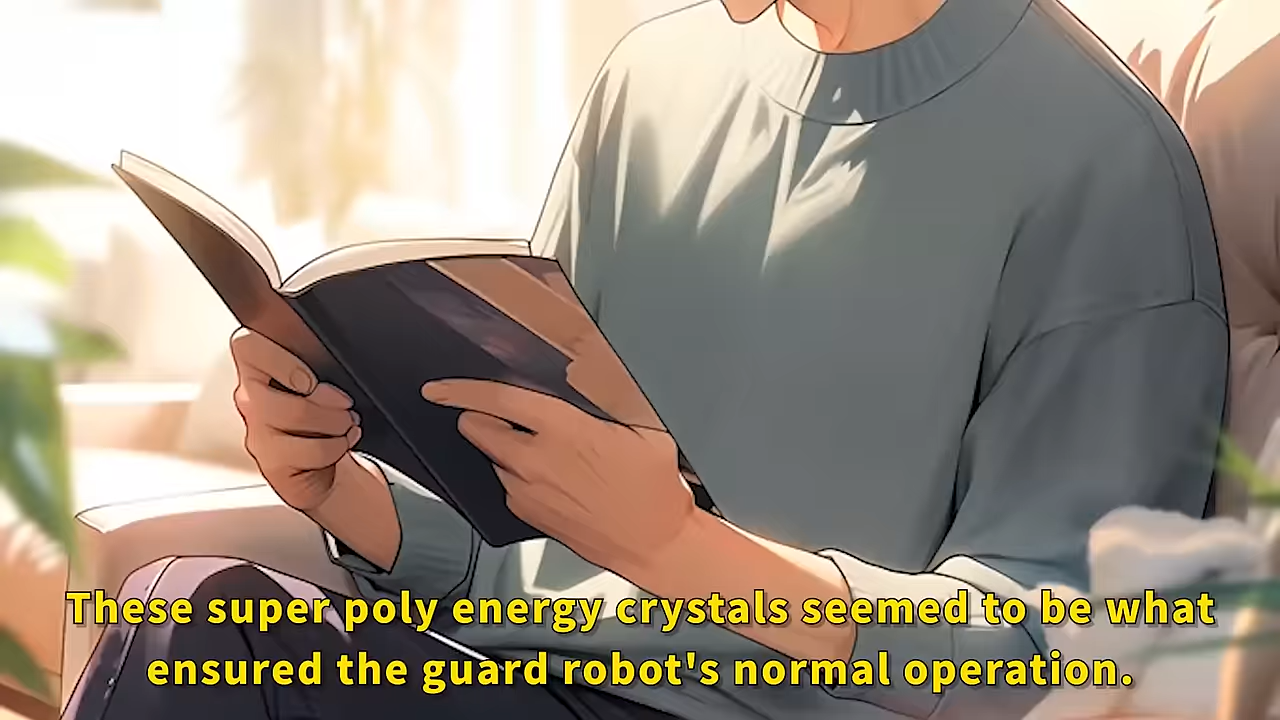 These super poly energy crystals seemed to be what
ensured the guard robot's normal operation.